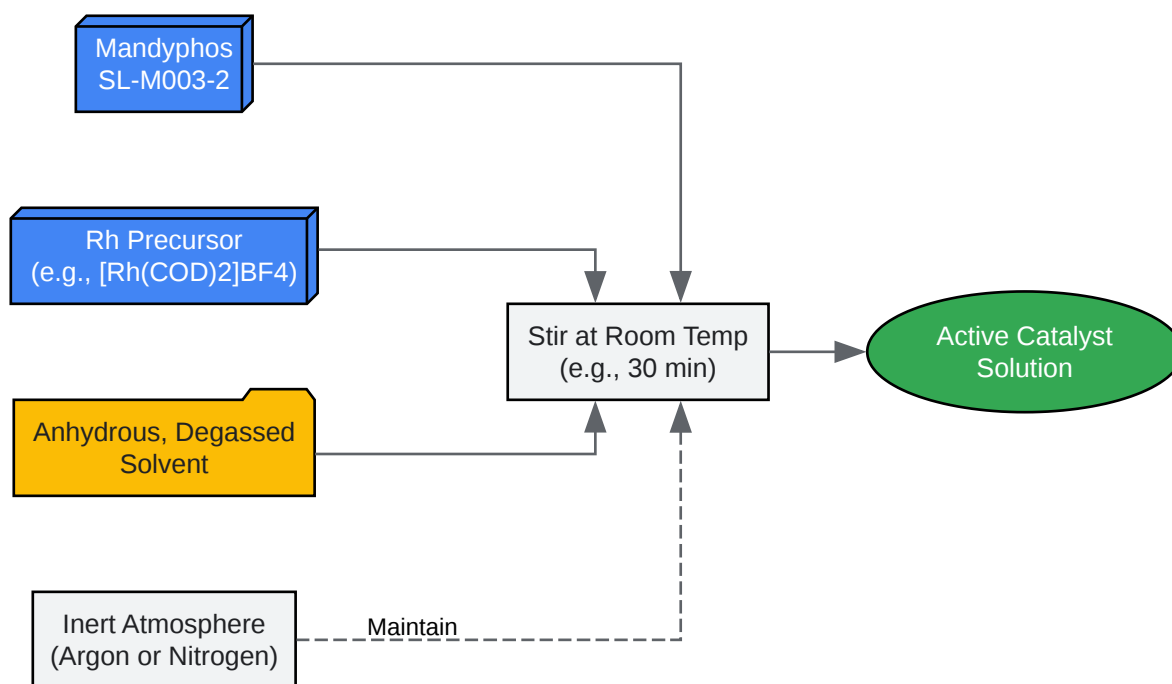 Mandyphos
SL-M003-2
Rh Precursor
(e.g., [Rh(COD)2]BF4)
Stir at Room Temp
(e.g., 30 min)
Active Catalyst
Solution
Anhydrous, Degassed
Solvent
Inert Atmosphere
(Argon or Nitrogen)
Maintain